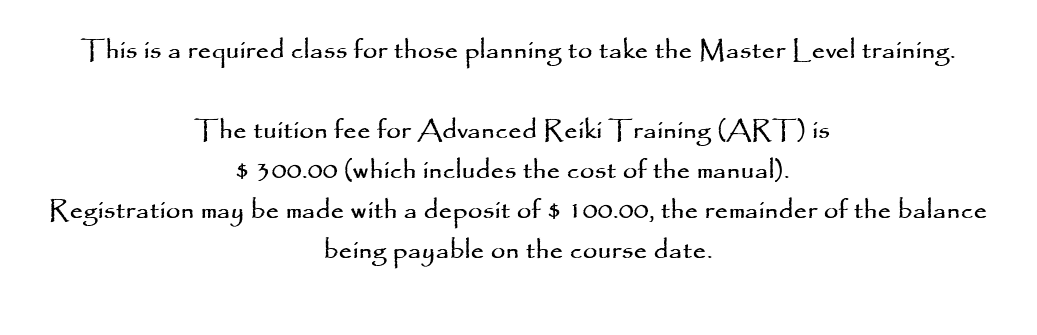 This is a required class for those planning to take the Master Level training.
The tuition fee for Advanced Reiki Training (ART) is
$ 300.00 (which includes the cost of the manual).
Registration may be made with a deposit of $ 100.00, the remainder of the balance
being payable on the course date.